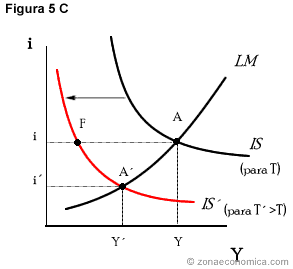 Figura 5 C
i
LM
F
A
i
IS
(para T)
A´
i´
IS´ (para T´>T)
Y´
Y
Y
© zonaeconomica.com